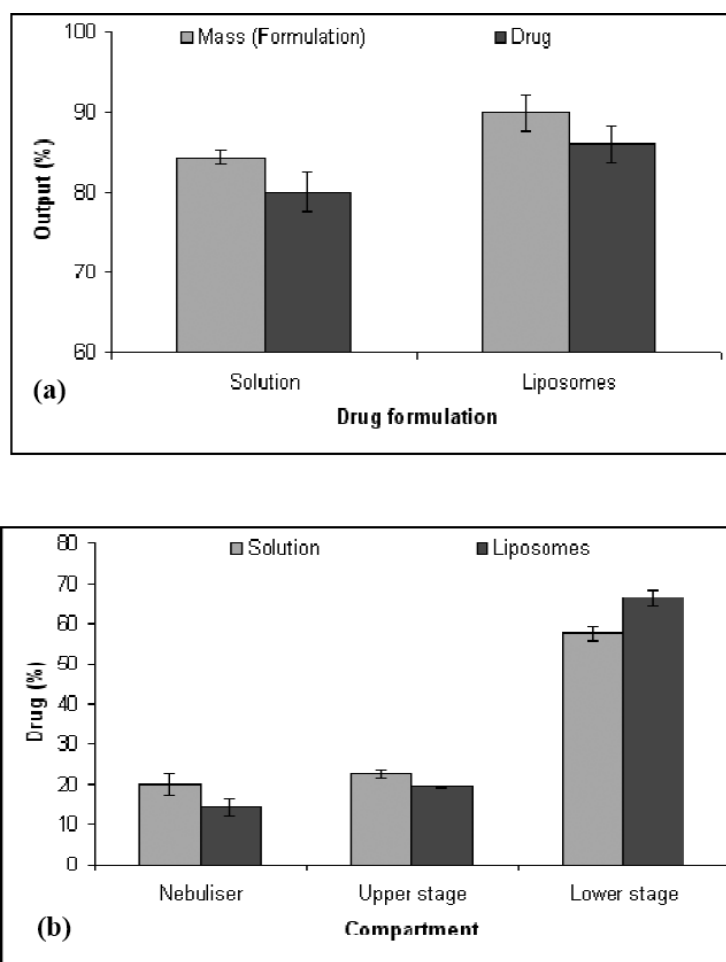 100
Mass (Formulation) Drug
90
80
70
60
Output (%)
Solution Liposomes
(a)
Drug formulation
80
Solution Liposomes
70
60
50
40
30
20
10
0
Drug (%)
Nebuliser Upper stage Lower stage
(b)
Compartment